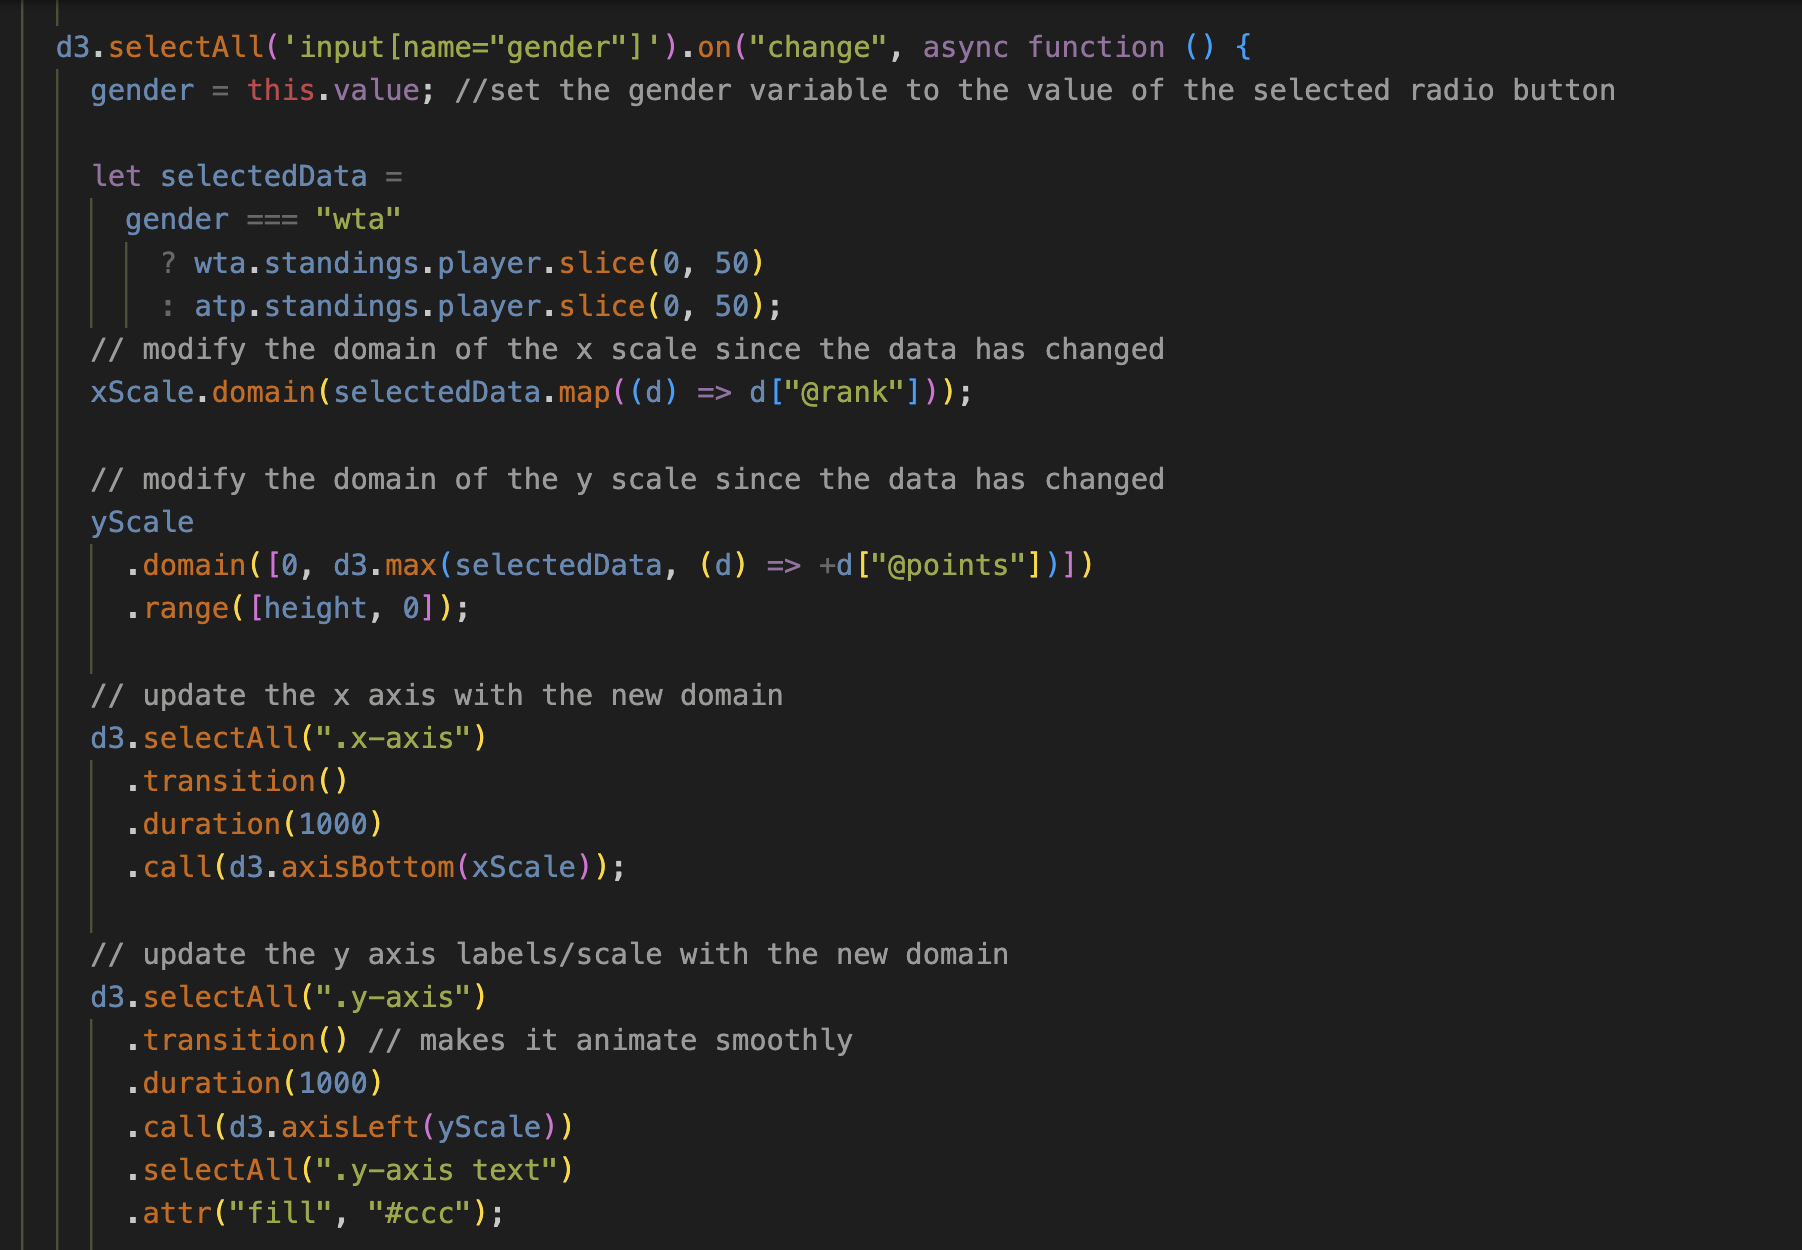 d3.selectAll('input[name="gender"]').on("change", async function () {
gender = this.value; //set the gender variable to the value of the selected radio button
let selectedData =
gender === "wta"
? wta.standings.player.slice(0, 50)
: atp.standings.player.slice(0, 50);
// modify the domain of the x scale since the data has changed
xScale.domain(selectedData.map((d) => d["@rank"]));
// modify the domain of the y scale since the data has changed
yScale
.domain([0, d3.max(selectedData, (d) => +d["@points"])])
.range([height, 0]);
// update the x axis with the new domain
d3.selectAll(".x-axis")
.transition()
.duration(1000)
.call(d3.axisBottom(xScale));
// update the y axis labels/scale with the new domain
d3.selectAll(".y-axis")
.transition() // makes it animate smoothly
.duration(1000)
.call(d3.axisLeft(yScale))
.selectAll(".y-axis text")
.attr("fill", "#ccc");